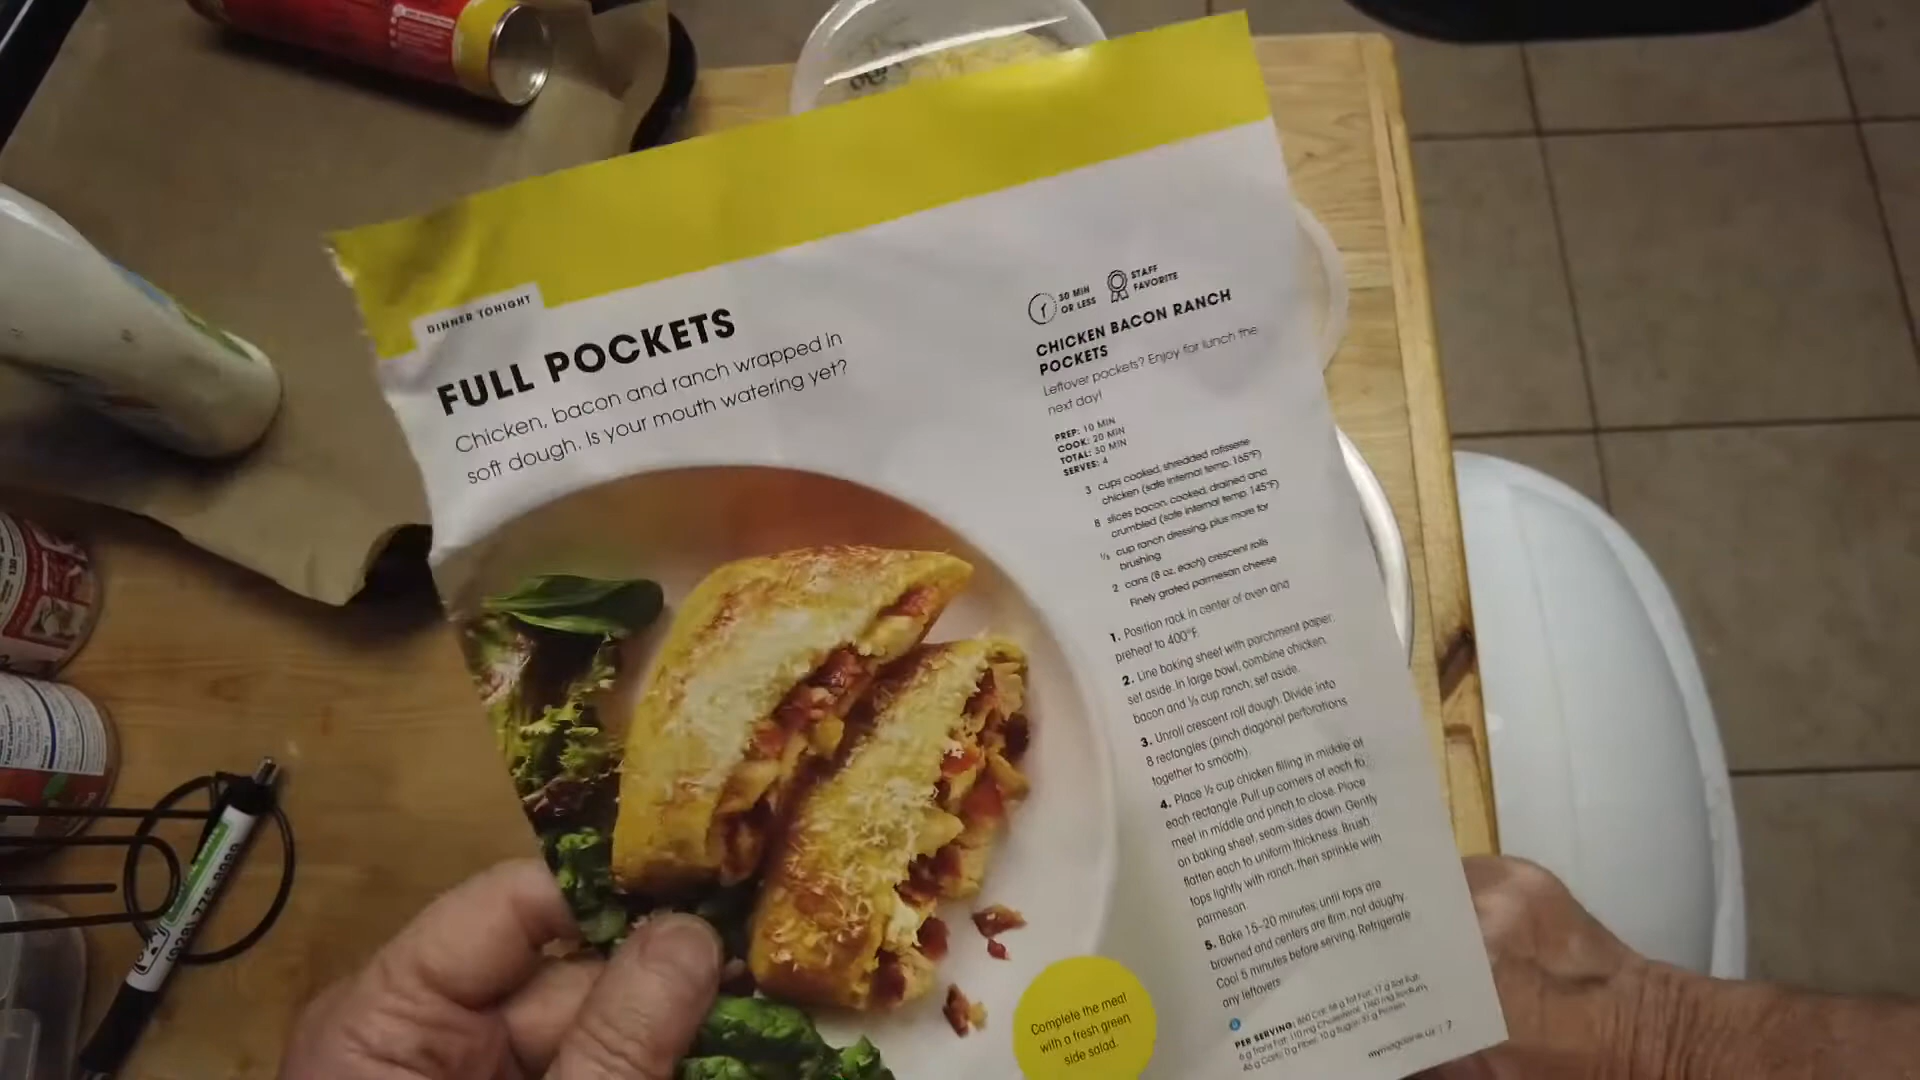 DINNER TONIGHT
FULL POCKETS
Chicken, bacon and ranch wrapped in
soft dough. Is your mouth watering yet?
30 MIN
OR LESS
STAFF
FAVORITE
CHICKEN BACON RANCH
POCKETS
Leftover pockets? Enjoy for lunch the
next day!
PREP: 10 MIN
COOK: 20 MIN
TOTAL: 30 MIN
SERVES: 4
3 cups cooked, shredded rotisserie
chicken (safe internal temp. 165°F)
8 slices bacon, cooked, drained and
crumbled (safe internal temp. 145°F)
⅓ cup ranch dressing, plus more for
brushing
2 cans (8 oz. each) crescent rolls
Finely grated parmesan cheese
1. Position rack in center of oven and
preheat to 400°F.
2. Line baking sheet with parchment paper;
set aside. In large bowl, combine chicken,
bacon and ⅓ cup ranch; set aside.
3. Unroll crescent roll dough. Divide into
8 rectangles (pinch diagonal perforations
together to smooth).
4. Place ½ cup chicken filling in middle of
each rectangle. Pull up corners of each to
meet in middle and pinch to close. Place
on baking sheet, seam-sides down. Gently
flatten each to uniform thickness. Brush
tops lightly with ranch; then sprinkle with
parmesan.
5. Bake 15–20 minutes, until tops are
browned and centers are firm, not doughy.
Cool 5 minutes before serving. Refrigerate
any leftovers.
PER SERVING:
Complete the meal
with a fresh green
side salad.
mymagazine.us | 7